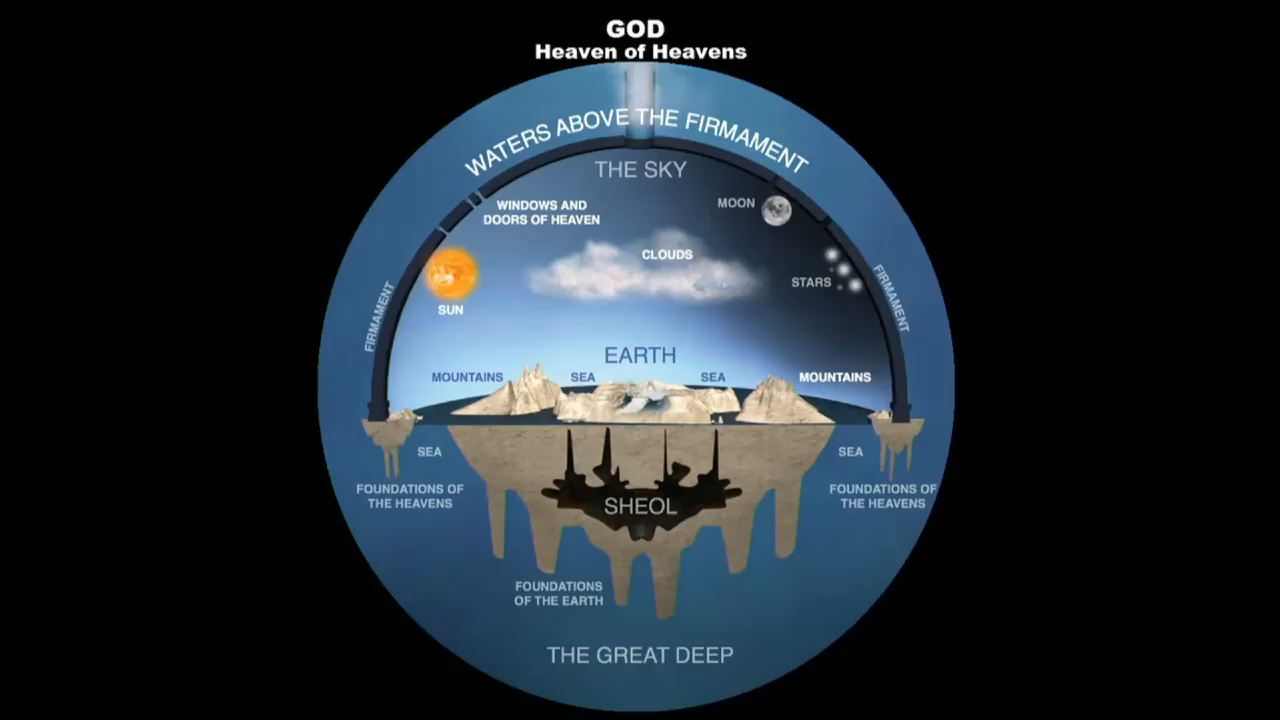 GOD
Heaven of Heavens
WATERS ABOVE THE FIRMAMENT
THE SKY
WINDOWS AND
DOORS OF HEAVEN
MOON
CLOUDS
STARS
SUN
FIRMAMENT
FIRMAMENT
EARTH
MOUNTAINS
SEA
SEA
MOUNTAINS
SEA
SEA
FOUNDATIONS OF
THE HEAVENS
FOUNDATIONS OF
THE HEAVENS
SHEOL
FOUNDATIONS
OF THE EARTH
THE GREAT DEEP